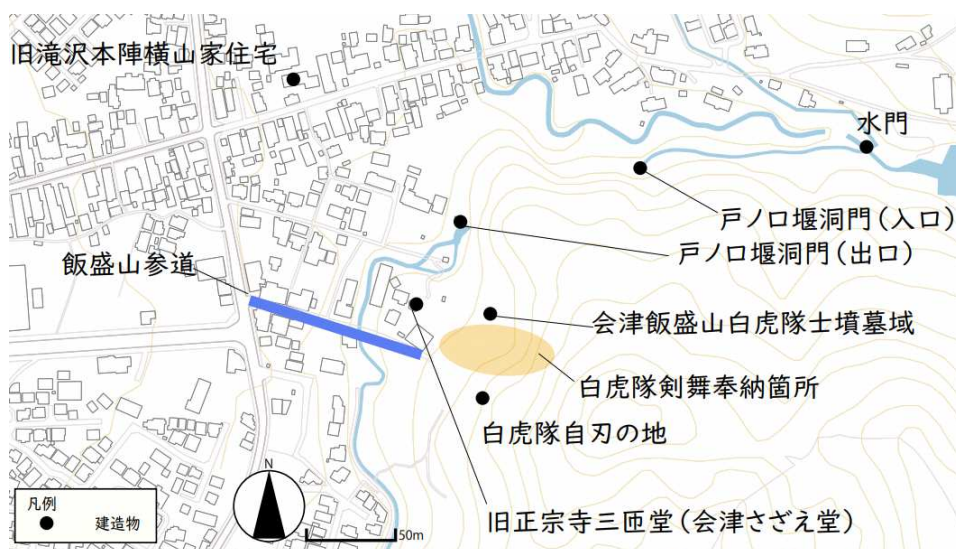 旧滝沢本陣横山家住宅
水門
戸ノ口堰洞門(入口)
戸ノ口堰洞門(出口)
飯盛山参道
会津飯盛山白虎隊士墳墓域
白虎隊剣舞奉納箇所
白虎隊自刃の地
旧正宗寺三匝堂(会津さざえ堂)
凡例
建造物
N
50m